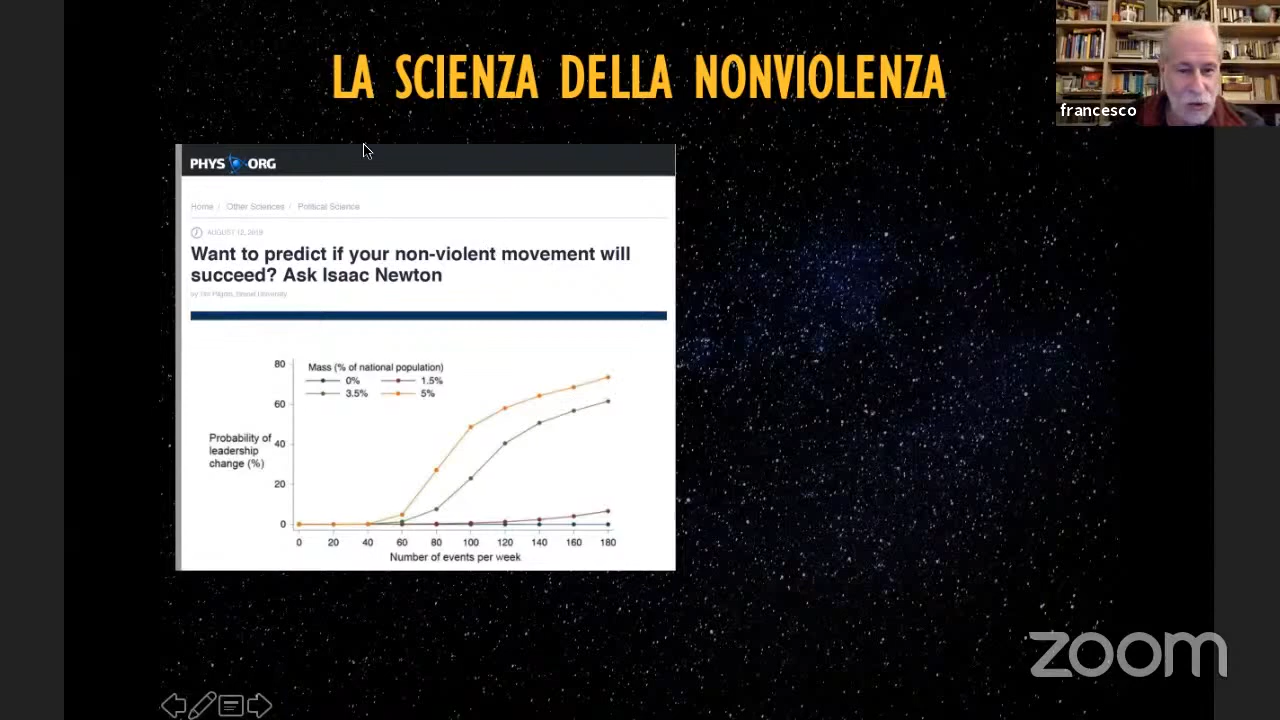 LA SCIENZA DELLA NONVIOLENZA
francesco
PHYS ORG
Home / Other Sciences / Political Science
AUGUST 12, 2019
Want to predict if your non-violent movement will
succeed? Ask Isaac Newton
Mass (% of national population)
0% 1.5%
3.5% 5%
80
60
40
20
0
Probability of
leadership
change (%)
0 20 40 60 80 100 120 140 160 180
Number of events per week
zoom